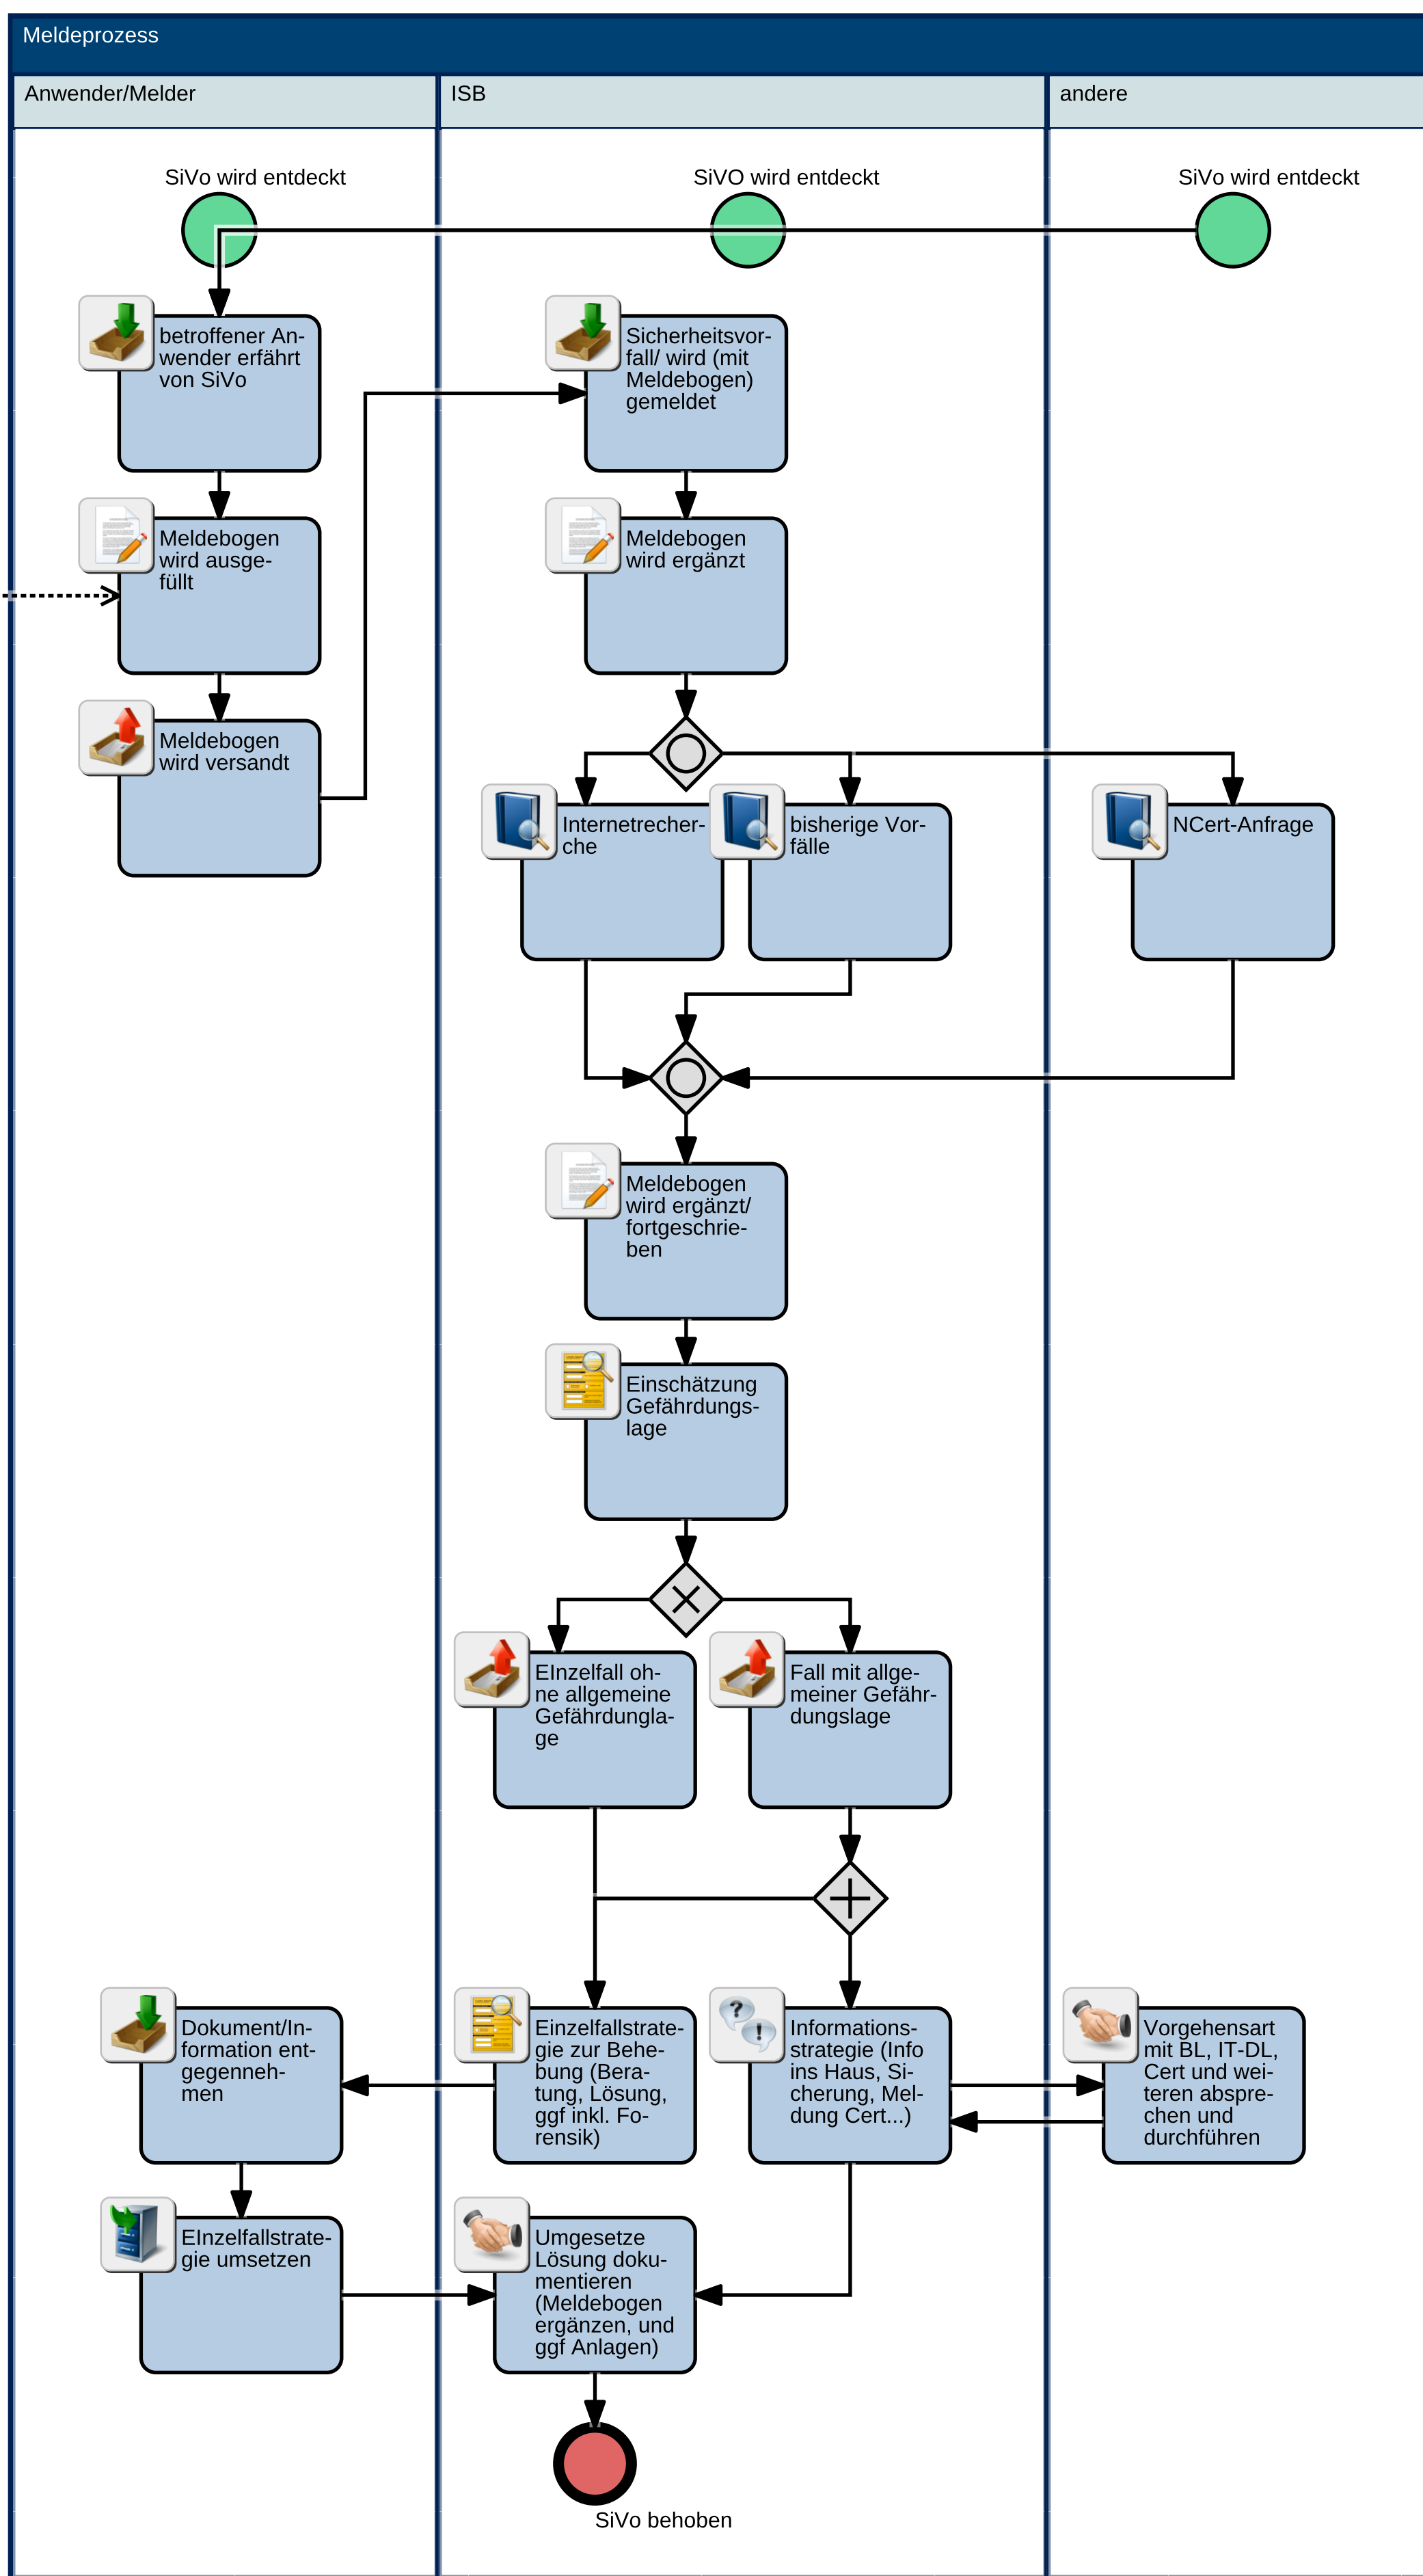 Meldeprozess
Anwender/Melder
ISB
andere
SiVo wird entdeckt
SiVO wird entdeckt
SiVo wird entdeckt
betroffener An-
wender erfährt
von SiVo
Sicherheitsvor-
fall/ wird (mit
Meldebogen)
gemeldet
Meldebogen
wird ausge-
füllt
Meldebogen
wird ergänzt
Meldebogen
wird versandt
Internetrecher-
che
bisherige Vor-
fälle
NCert-Anfrage
Meldebogen
wird ergänzt/
fortgeschrie-
ben
Einschätzung
Gefährdungs-
lage
EInzelfall oh-
ne allgemeine
Gefährdungla-
ge
Fall mit allge-
meiner Gefähr-
dungslage
Dokument/In-
formation ent-
gegenneh-
men
Einzelfallstrate-
gie zur Behe-
bung (Bera-
tung, Lösung,
ggf inkl. Fo-
rensik)
Informations-
strategie (Info
ins Haus, Si-
cherung, Mel-
dung Cert...)
Vorgehensart
mit BL, IT-DL,
Cert und wei-
teren abspre-
chen und
durchführen
EInzelfallstrate-
gie umsetzen
Umgesetze
Lösung doku-
mentieren
(Meldebogen
ergänzen, und
ggf Anlagen)
SiVo behoben